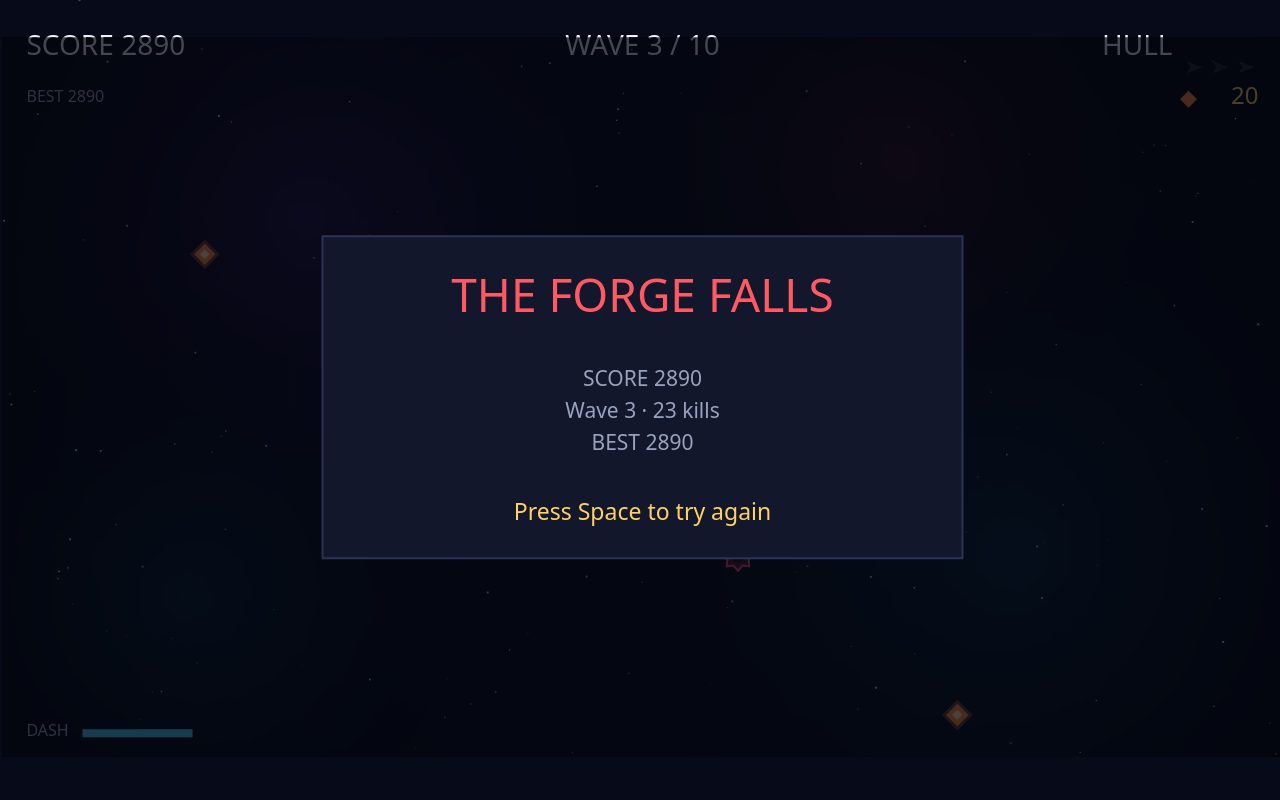 SCORE 2890
WAVE 3 / 10
HULL
BEST 2890
20
THE FORGE FALLS
SCORE 2890
Wave 3 · 23 kills
BEST 2890
Press Space to try again
DASH